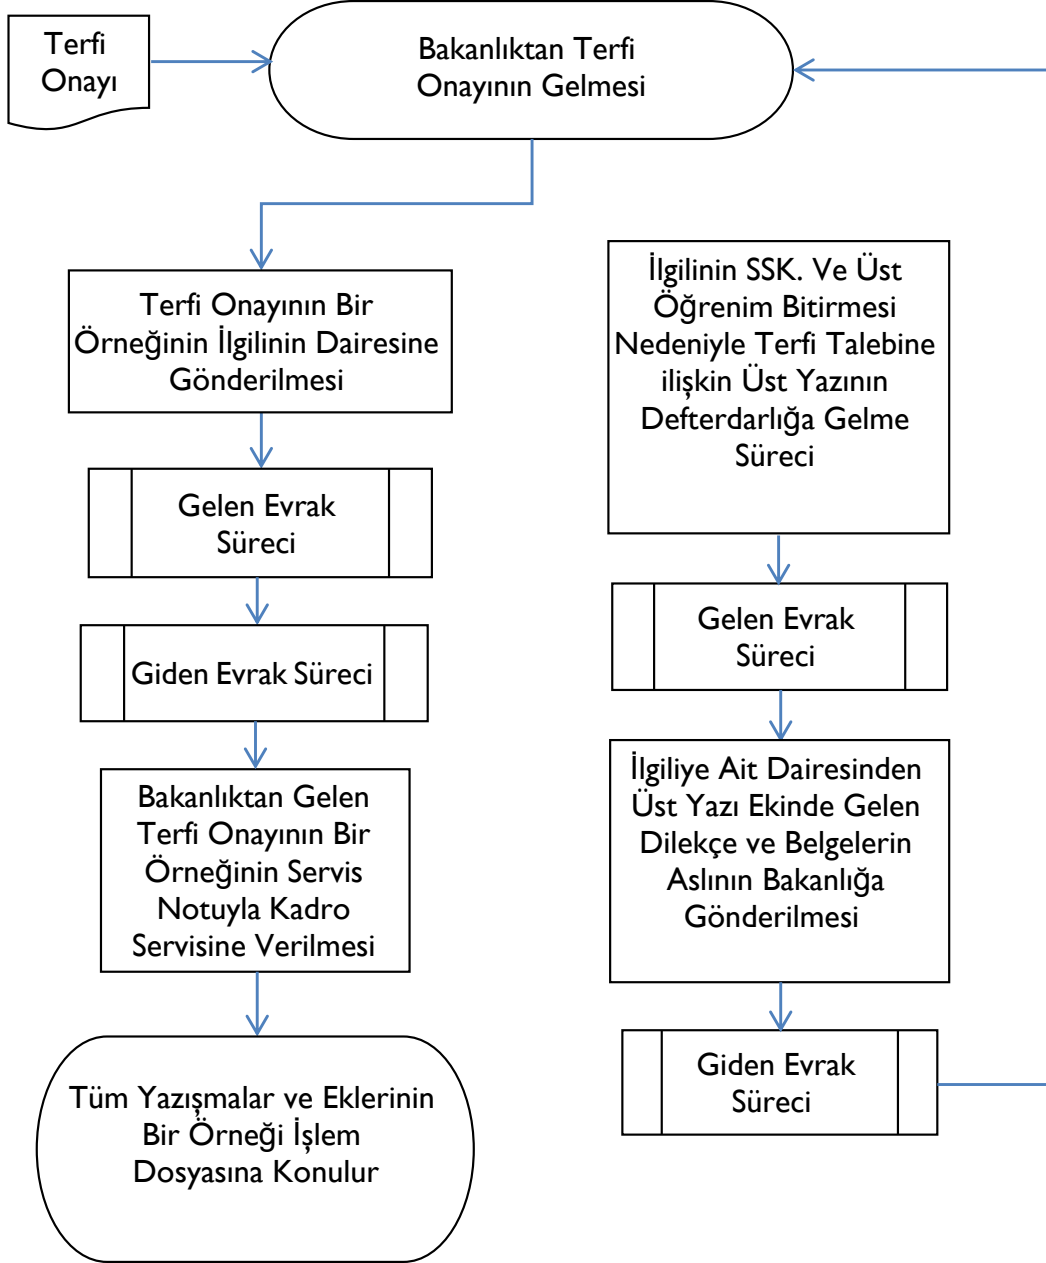 Terfi
Onayı
Bakanlıktan Terfi
Onayının Gelmesi
Terfi Onayının Bir
Örneğinin İlgilinin Dairesine
Gönderilmesi
Gelen Evrak
Süreci
Giden Evrak Süreci
Bakanlıktan Gelen
Terfi Onayının Bir
Örneğinin Servis
Notuyla Kadro
Servisine Verilmesi
Tüm Yazışmalar ve Eklerinin
Bir Örneği İşlem
Dosyasına Konulur
İlgilinin SSK. Ve Üst
Öğrenim Bitirmesi
Nedeniyle Terfi Talebine
ilişkin Üst Yazının
Defterdarlığa Gelme
Süreci
Gelen Evrak
Süreci
İlgiliye Ait Dairesinden
Üst Yazı Ekinde Gelen
Dilekçe ve Belgelerin
Aslının Bakanlığa
Gönderilmesi
Giden Evrak
Süreci